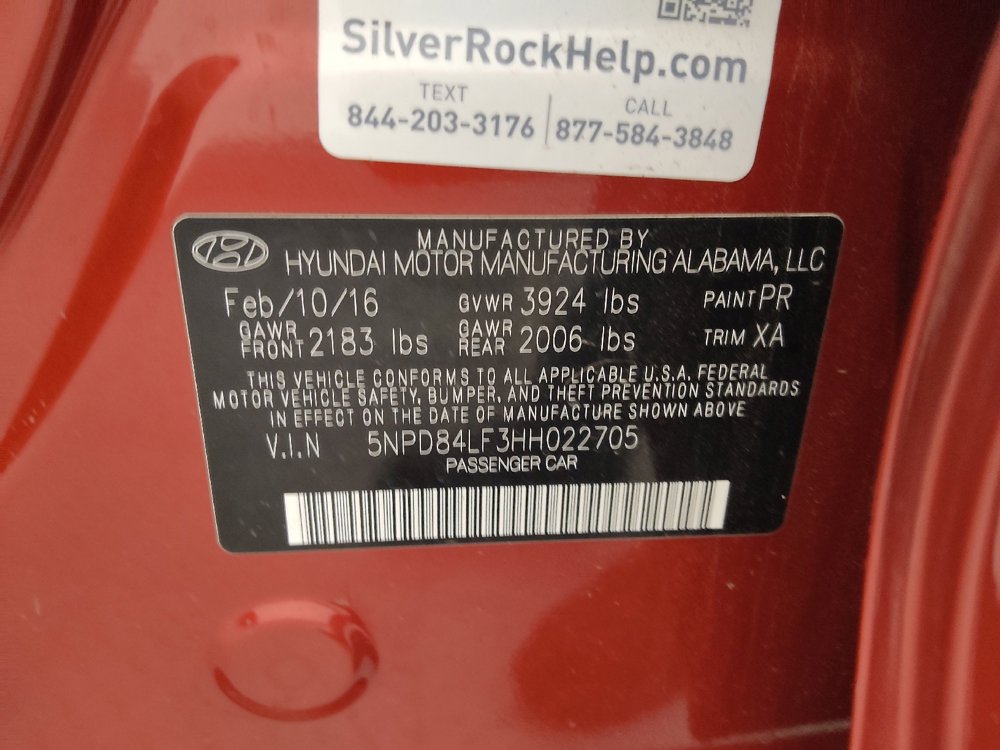 SilverRockHelp.com
TEXT
844-203-3176
CALL
877-584-3848
MANUFACTURED BY
HYUNDAI MOTOR MANUFACTURING ALABAMA, LLC
Feb/10/16 GVWR 3924 lbs PAINT PR
GAWR FRONT 2183 lbs GAWR REAR 2006 lbs TRIM XA
THIS VEHICLE CONFORMS TO ALL APPLICABLE U.S.A. FEDERAL
MOTOR VEHICLE SAFETY, BUMPER, AND THEFT PREVENTION STANDARDS
IN EFFECT ON THE DATE OF MANUFACTURE SHOWN ABOVE
V.I.N 5NPD84LF3HH022705
PASSENGER CAR